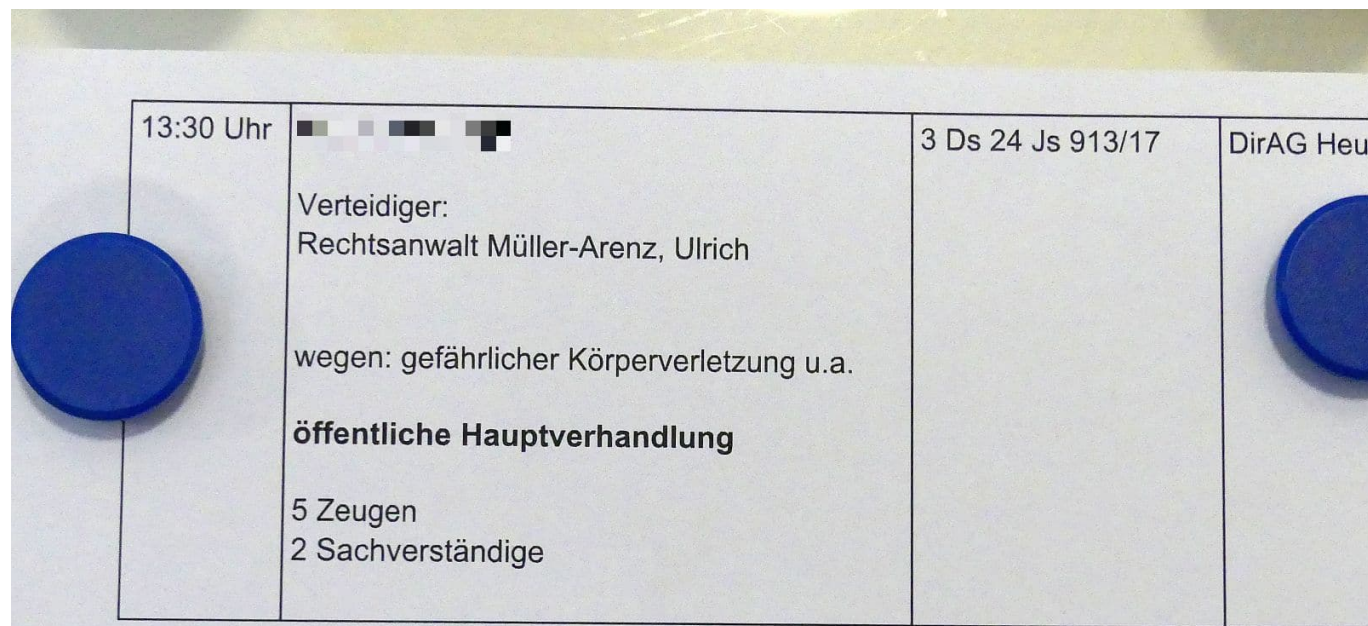 13:30 Uhr
Verteidiger:
Rechtsanwalt Müller-Arenz, Ulrich
wegen: gefährlicher Körperverletzung u.a.
öffentliche Hauptverhandlung
5 Zeugen
2 Sachverständige
3 Ds 24 Js 913/17
DirAG Heu